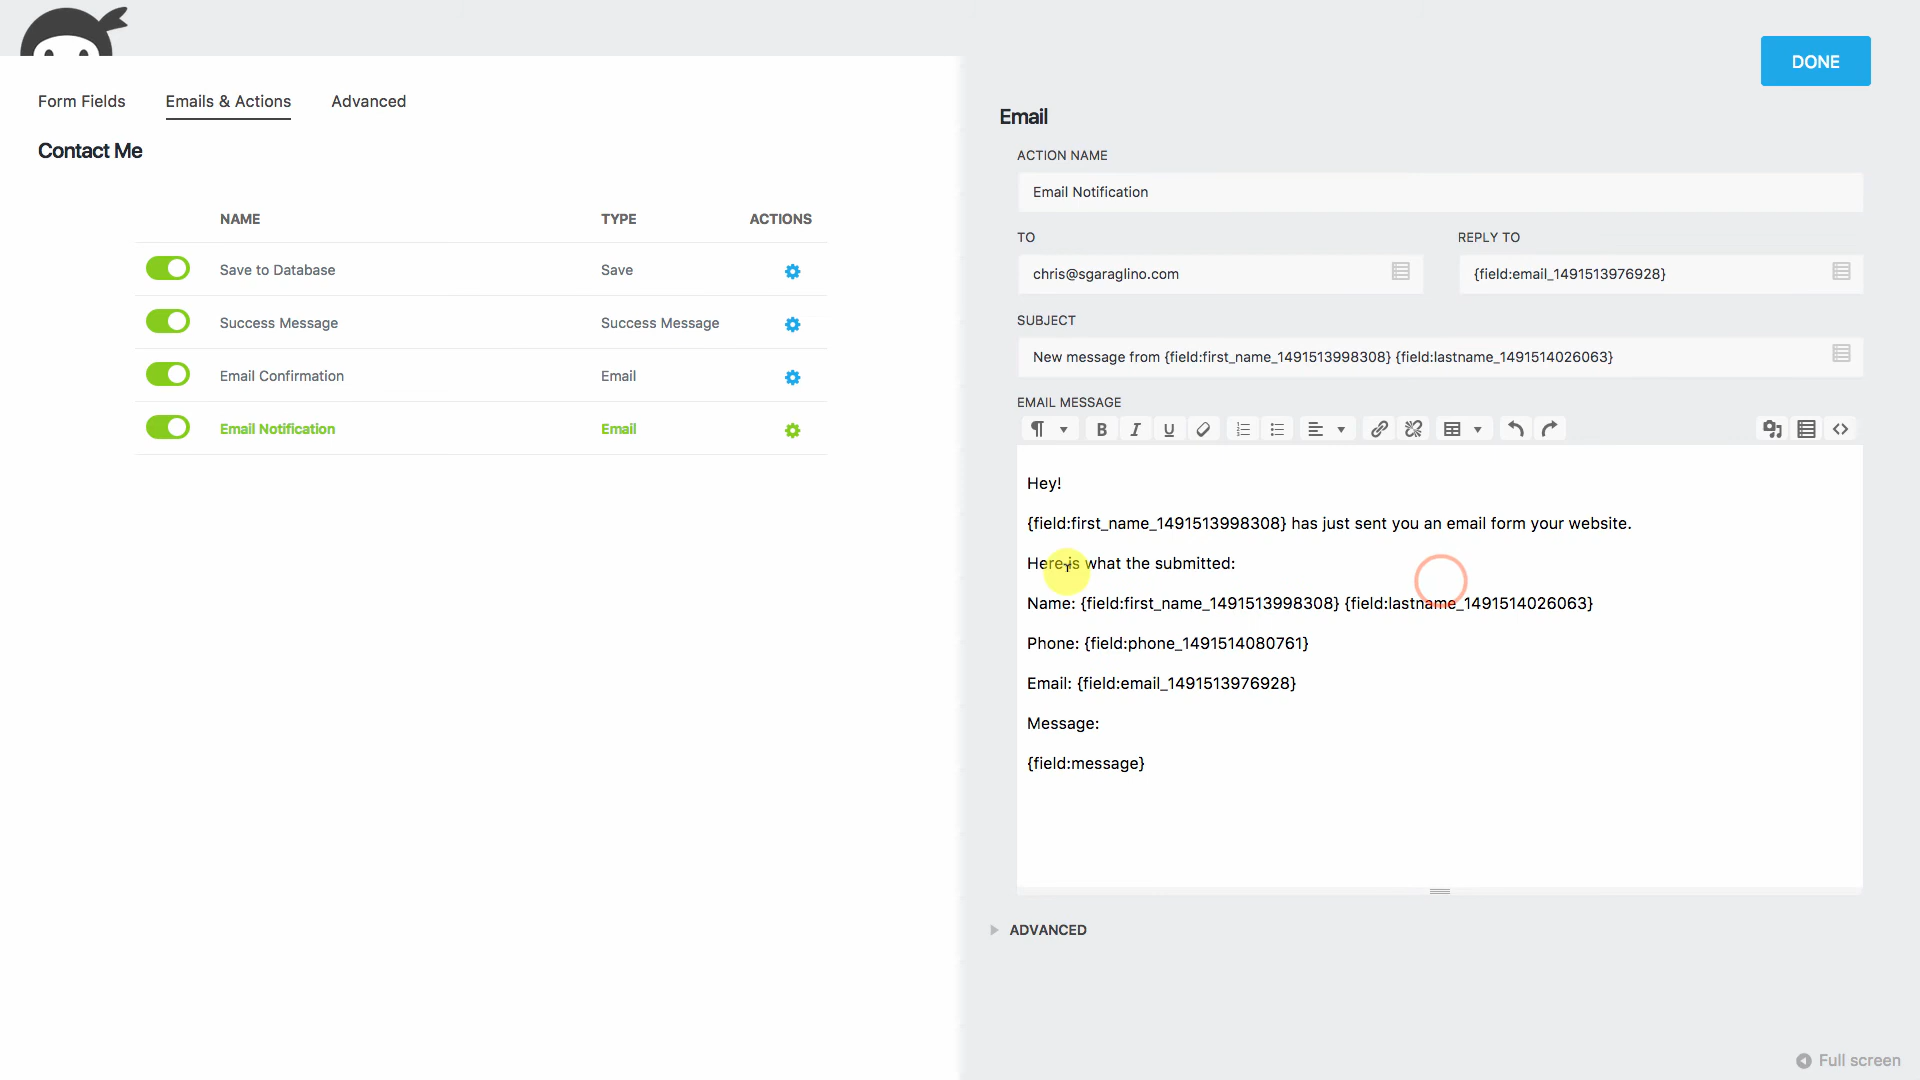 DONE
Form Fields
Emails & Actions
Advanced
Contact Me
NAME
TYPE
ACTIONS
Save to Database
Save
Success Message
Success Message
Email Confirmation
Email
Email Notification
Email
Email
ACTION NAME
Email Notification
TO
REPLY TO
chris@sgaraglino.com
{field:email_1491513976928}
SUBJECT
New message from {field:first_name_1491513998308} {field:lastname_1491514026063}
EMAIL MESSAGE
Hey!
{field:first_name_1491513998308} has just sent you an email form your website.
Here is what the submitted:
Name: {field:first_name_1491513998308} {field:lastname_1491514026063}
Phone: {field:phone_1491514080761}
Email: {field:email_1491513976928}
Message:
{field:message}
ADVANCED
Full screen